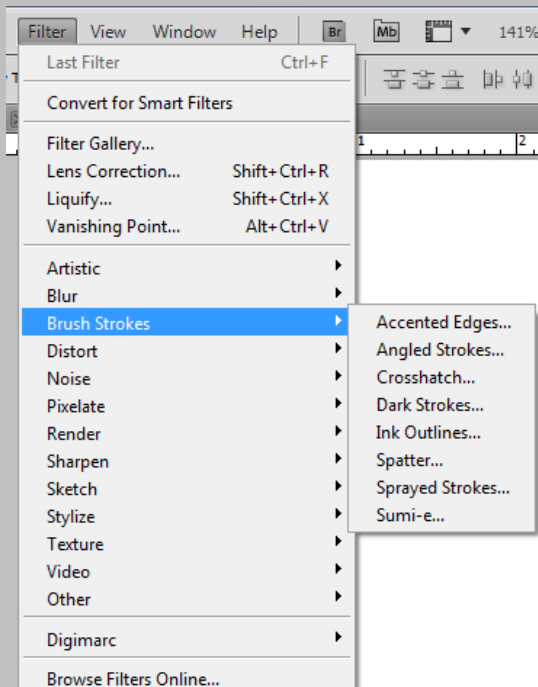 Filter View Window Help Br Mb 141%
Last Filter Ctrl+F
Convert for Smart Filters
1 2
Filter Gallery...
Lens Correction... Shift+Ctrl+R
Liquify... Shift+Ctrl+X
Vanishing Point... Alt+Ctrl+V
Artistic
Blur
Brush Strokes
Distort
Noise
Pixelate
Render
Sharpen
Sketch
Stylize
Texture
Video
Other
Digimarc
Browse Filters Online...
Accented Edges...
Angled Strokes...
Crosshatch...
Dark Strokes...
Ink Outlines...
Spatter...
Sprayed Strokes...
Sumi-e...